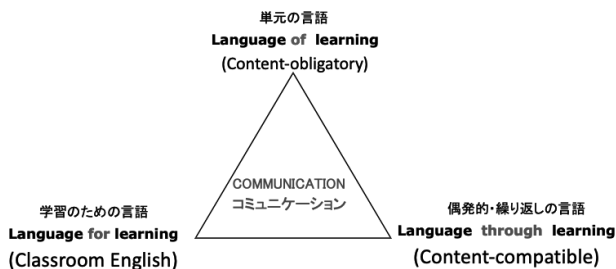 単元の言語
Language of learning
(Content-obligatory)
COMMUNICATION
コミュニケーション
学習のための言語
Language for learning
(Classroom English)
偶発的・繰り返しの言語
Language through learning
(Content-compatible)